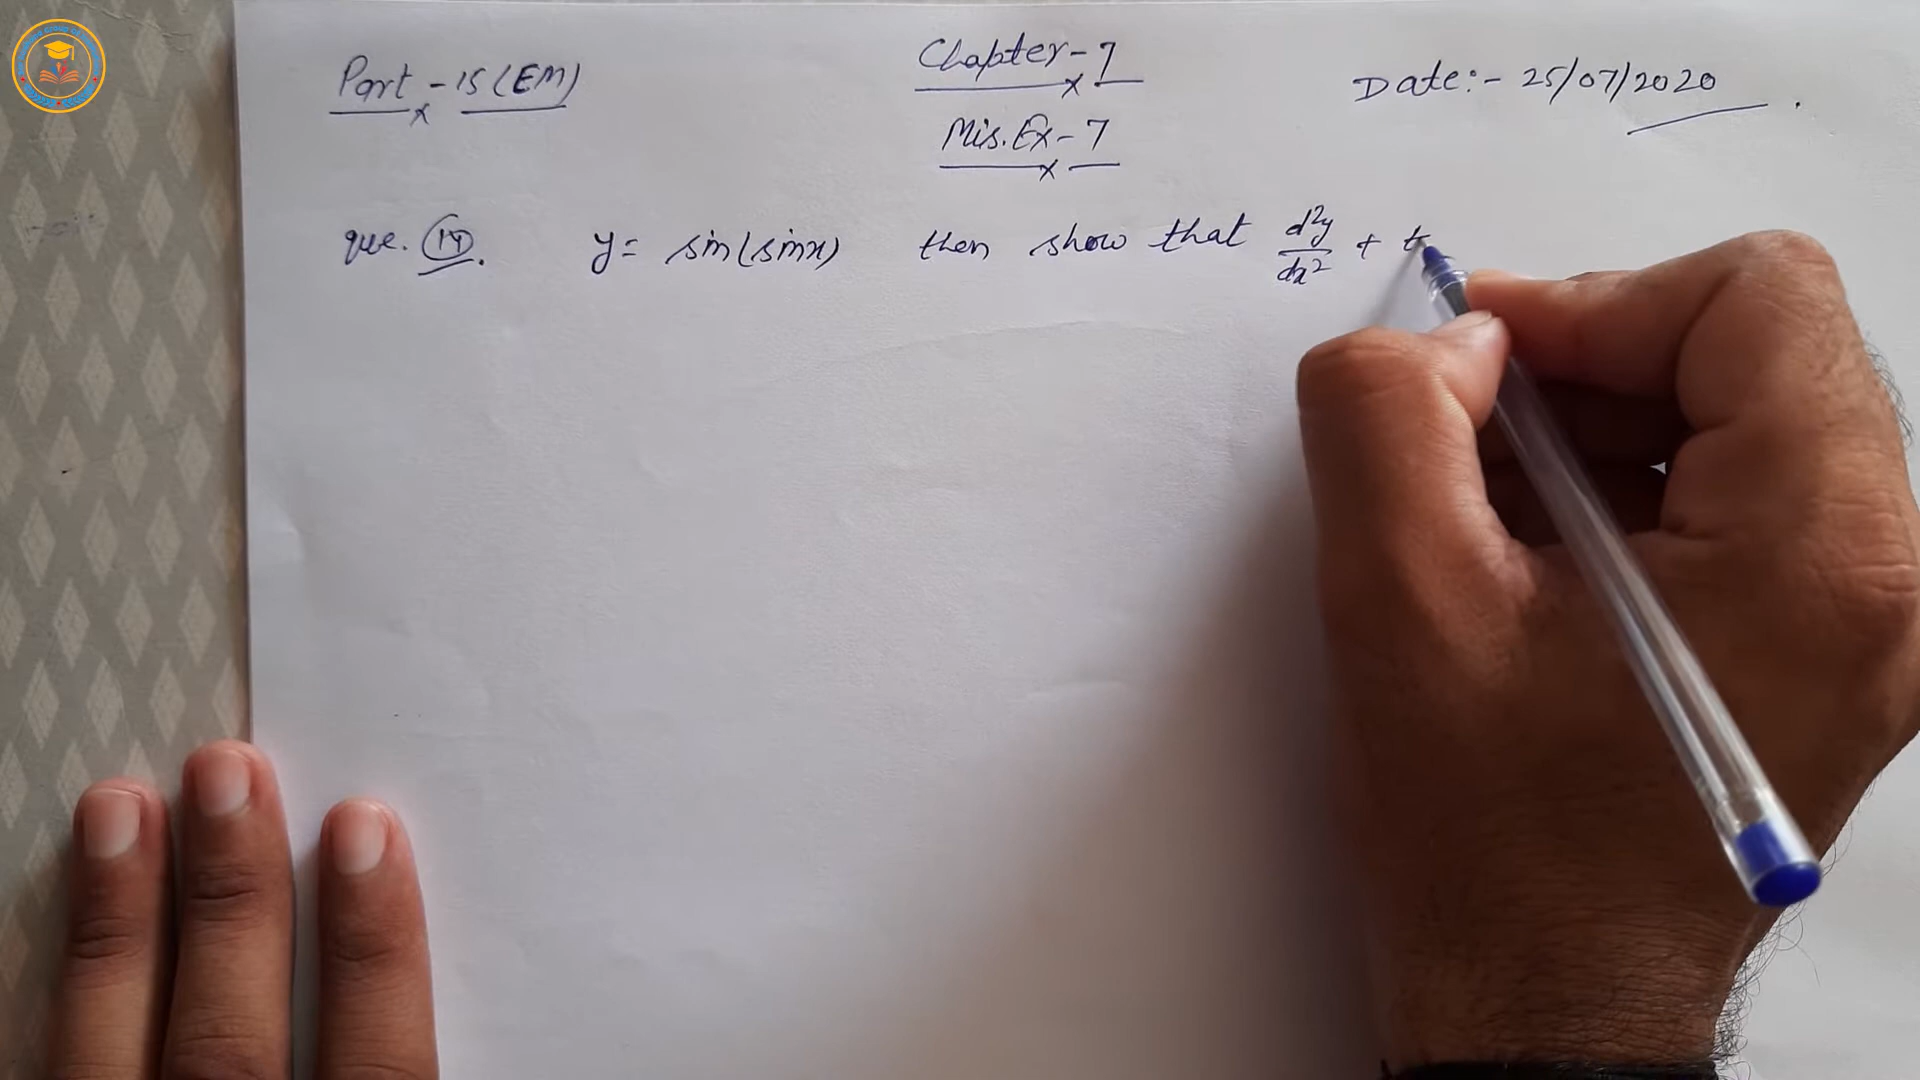 Part - 15 (EM)
Chapter - 7
Date:- 25/07/2020
Mis. Ex - 7
que. 14. y = sin(sinx) then show that d²y/dx² + t